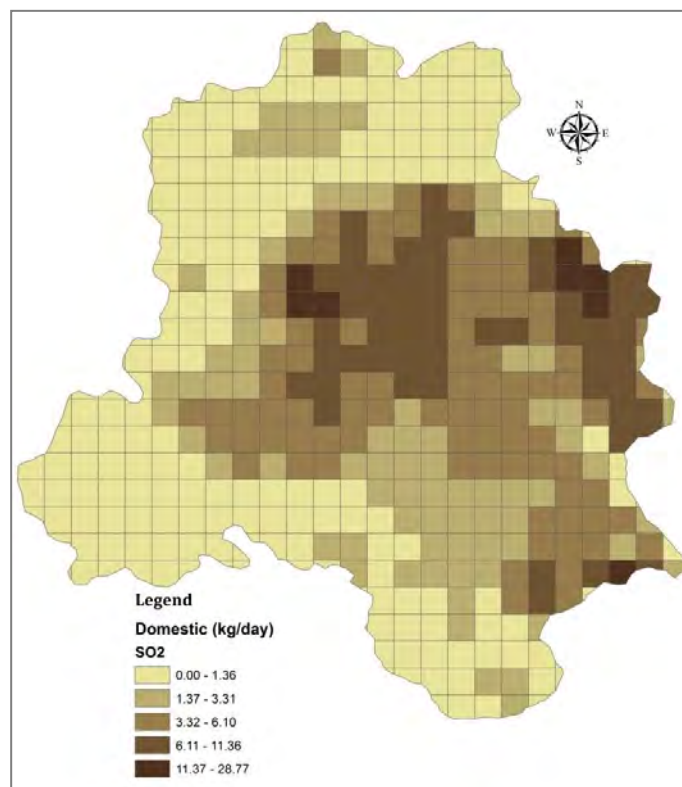 N
W E
S
Legend
Domestic (kg/day)
SO2
0.00 - 1.36
1.37 - 3.31
3.32 - 6.10
6.11 - 11.36
11.37 - 28.77